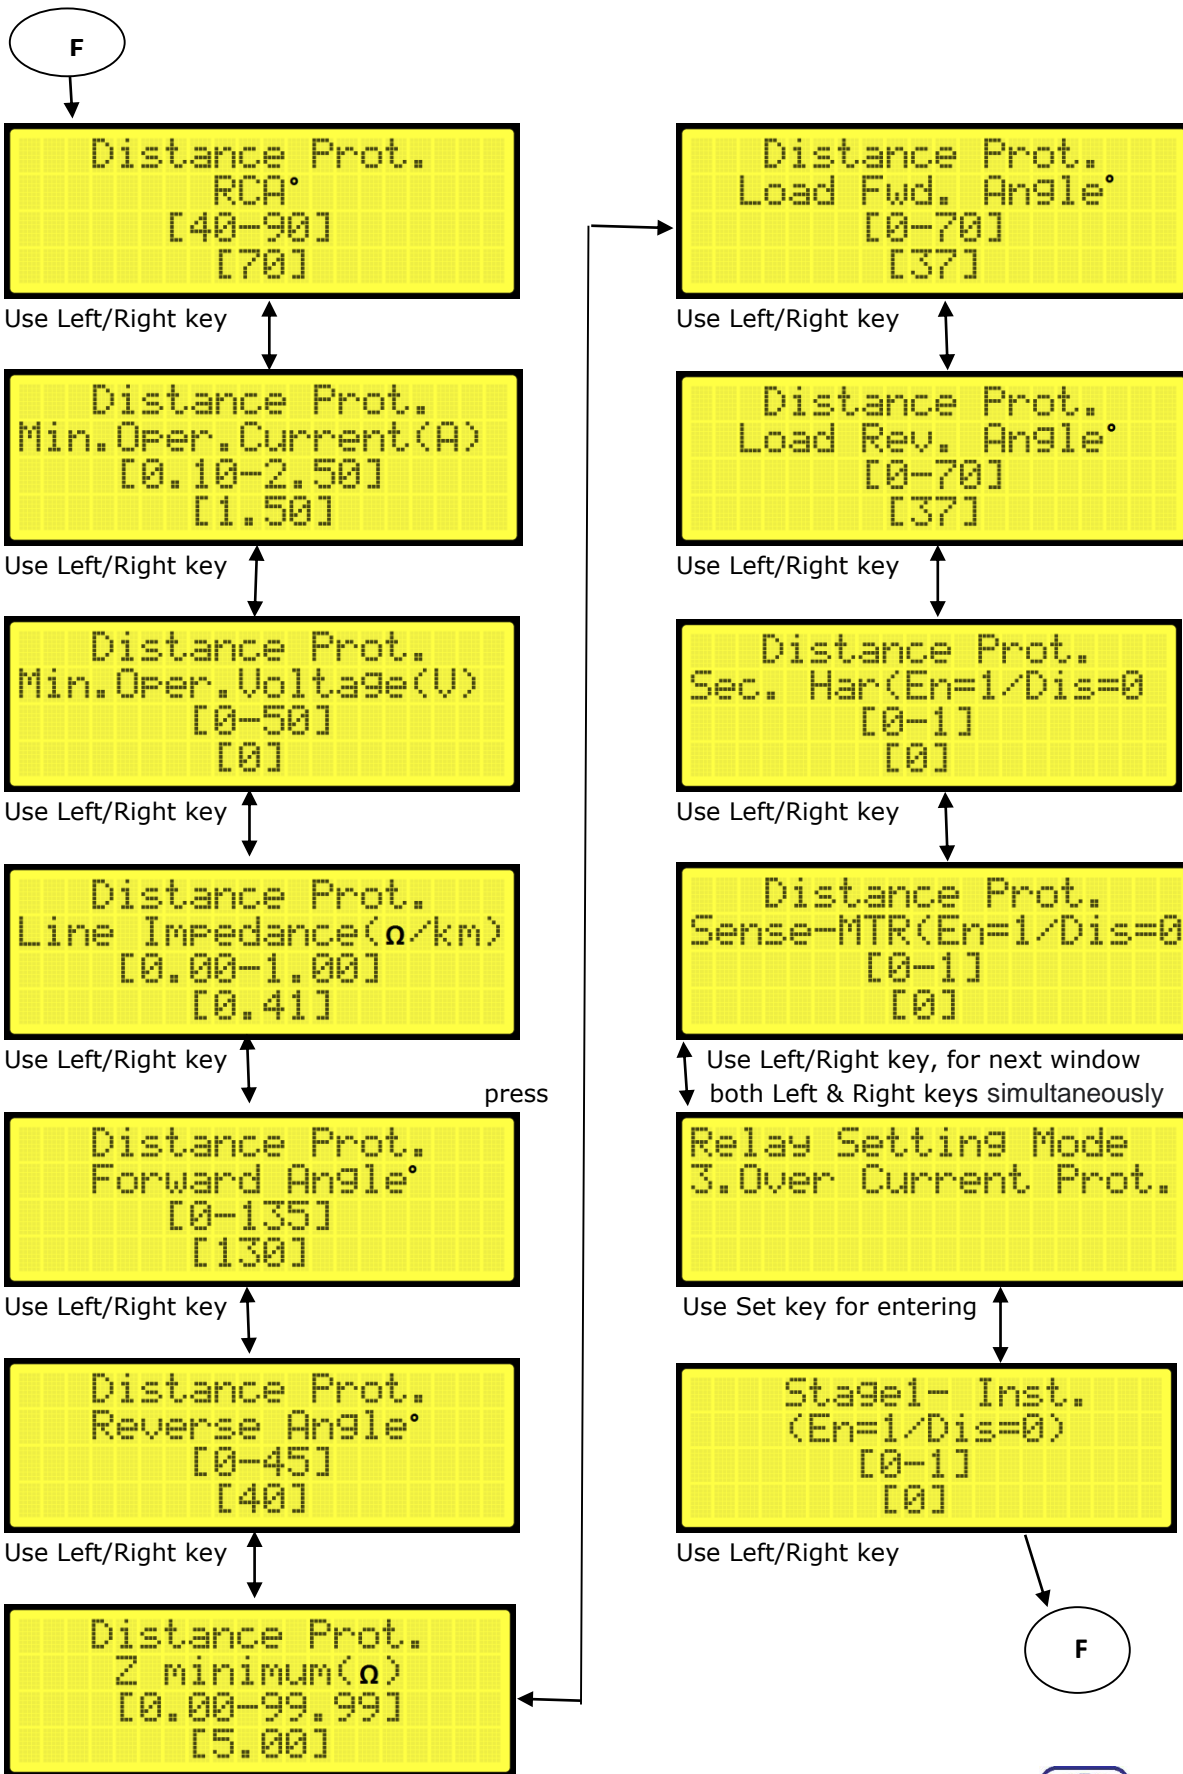 F
Distance Prot.
RCA°
[40-90]
[70]
Use Left/Right key
Distance Prot.
Min.Oper.Current(A)
[0.10-2.50]
[1.50]
Use Left/Right key
Distance Prot.
Min.Oper.Voltage(V)
[0-50]
[0]
Use Left/Right key
Distance Prot.
Line Impedance(Ω/km)
[0.00-1.00]
[0.41]
Use Left/Right key
press
Distance Prot.
Forward Angle°
[0-135]
[130]
Use Left/Right key
Distance Prot.
Reverse Angle°
[0-45]
[40]
Use Left/Right key
Distance Prot.
Z minimum(Ω)
[0.00-99.99]
[5.00]
Distance Prot.
Load Fwd. Angle°
[0-70]
[37]
Use Left/Right key
Distance Prot.
Load Rev. Angle°
[0-70]
[37]
Use Left/Right key
Distance Prot.
Sec. Har(En=1/Dis=0
[0-1]
[0]
Use Left/Right key
Distance Prot.
Sense-MTR(En=1/Dis=0
[0-1]
[0]
Use Left/Right key, for next window
both Left & Right keys simultaneously
Relay Setting Mode
3.Over Current Prot.
Use Set key for entering
Stage1- Inst.
(En=1/Dis=0)
[0-1]
[0]
Use Left/Right key
F